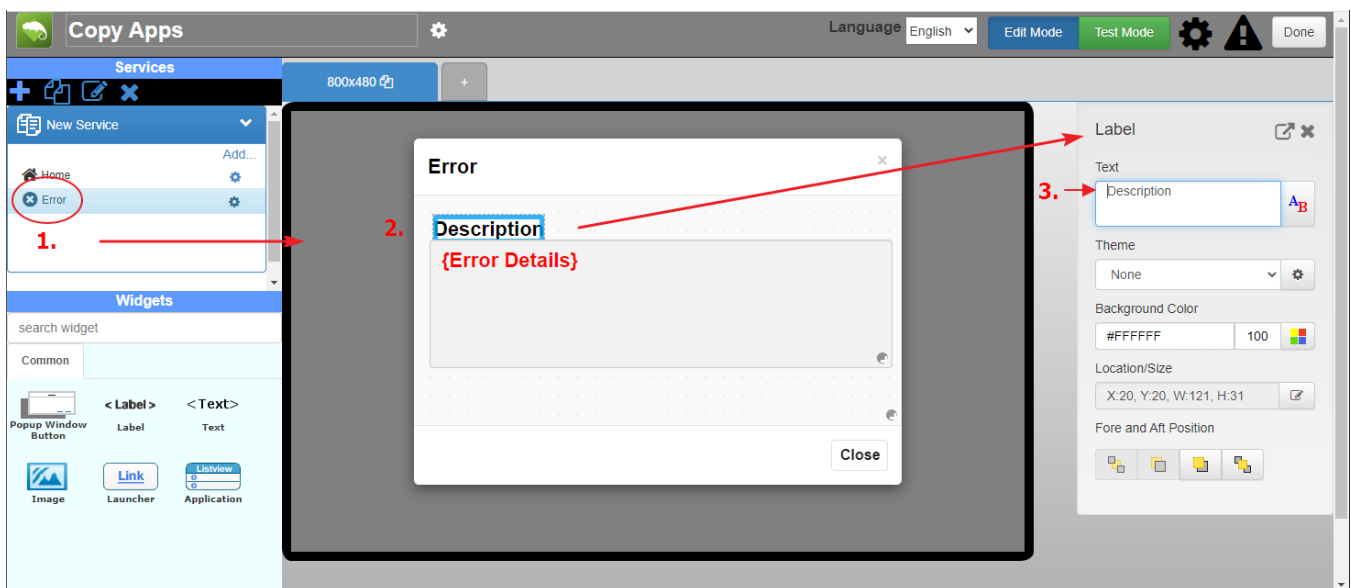 Copy Apps
Language English Edit Mode Test Mode Done
Services
800x480 +
New Service
Add...
Home
Error
1.
Widgets
search widget
Common
Popup Window Button
< Label >
Label
<Text>
Text
Image
Link
Launcher
Listview
Application
Error ×
2.
Description
{Error Details}
Close
Label
Text
3.
Description
AB
Theme
None
Background Color
#FFFFFF 100
Location/Size
X:20, Y:20, W:121, H:31
Fore and Aft Position